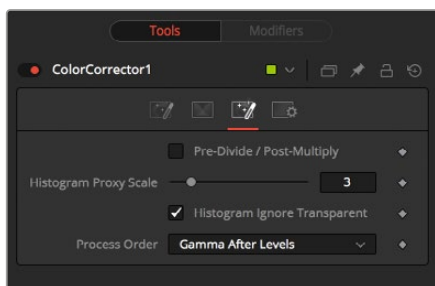 Tools Modifiers
ColorCorrector1
Pre-Divide / Post-Multiply
Histogram Proxy Scale 3
Histogram Ignore Transparent
Process Order Gamma After Levels